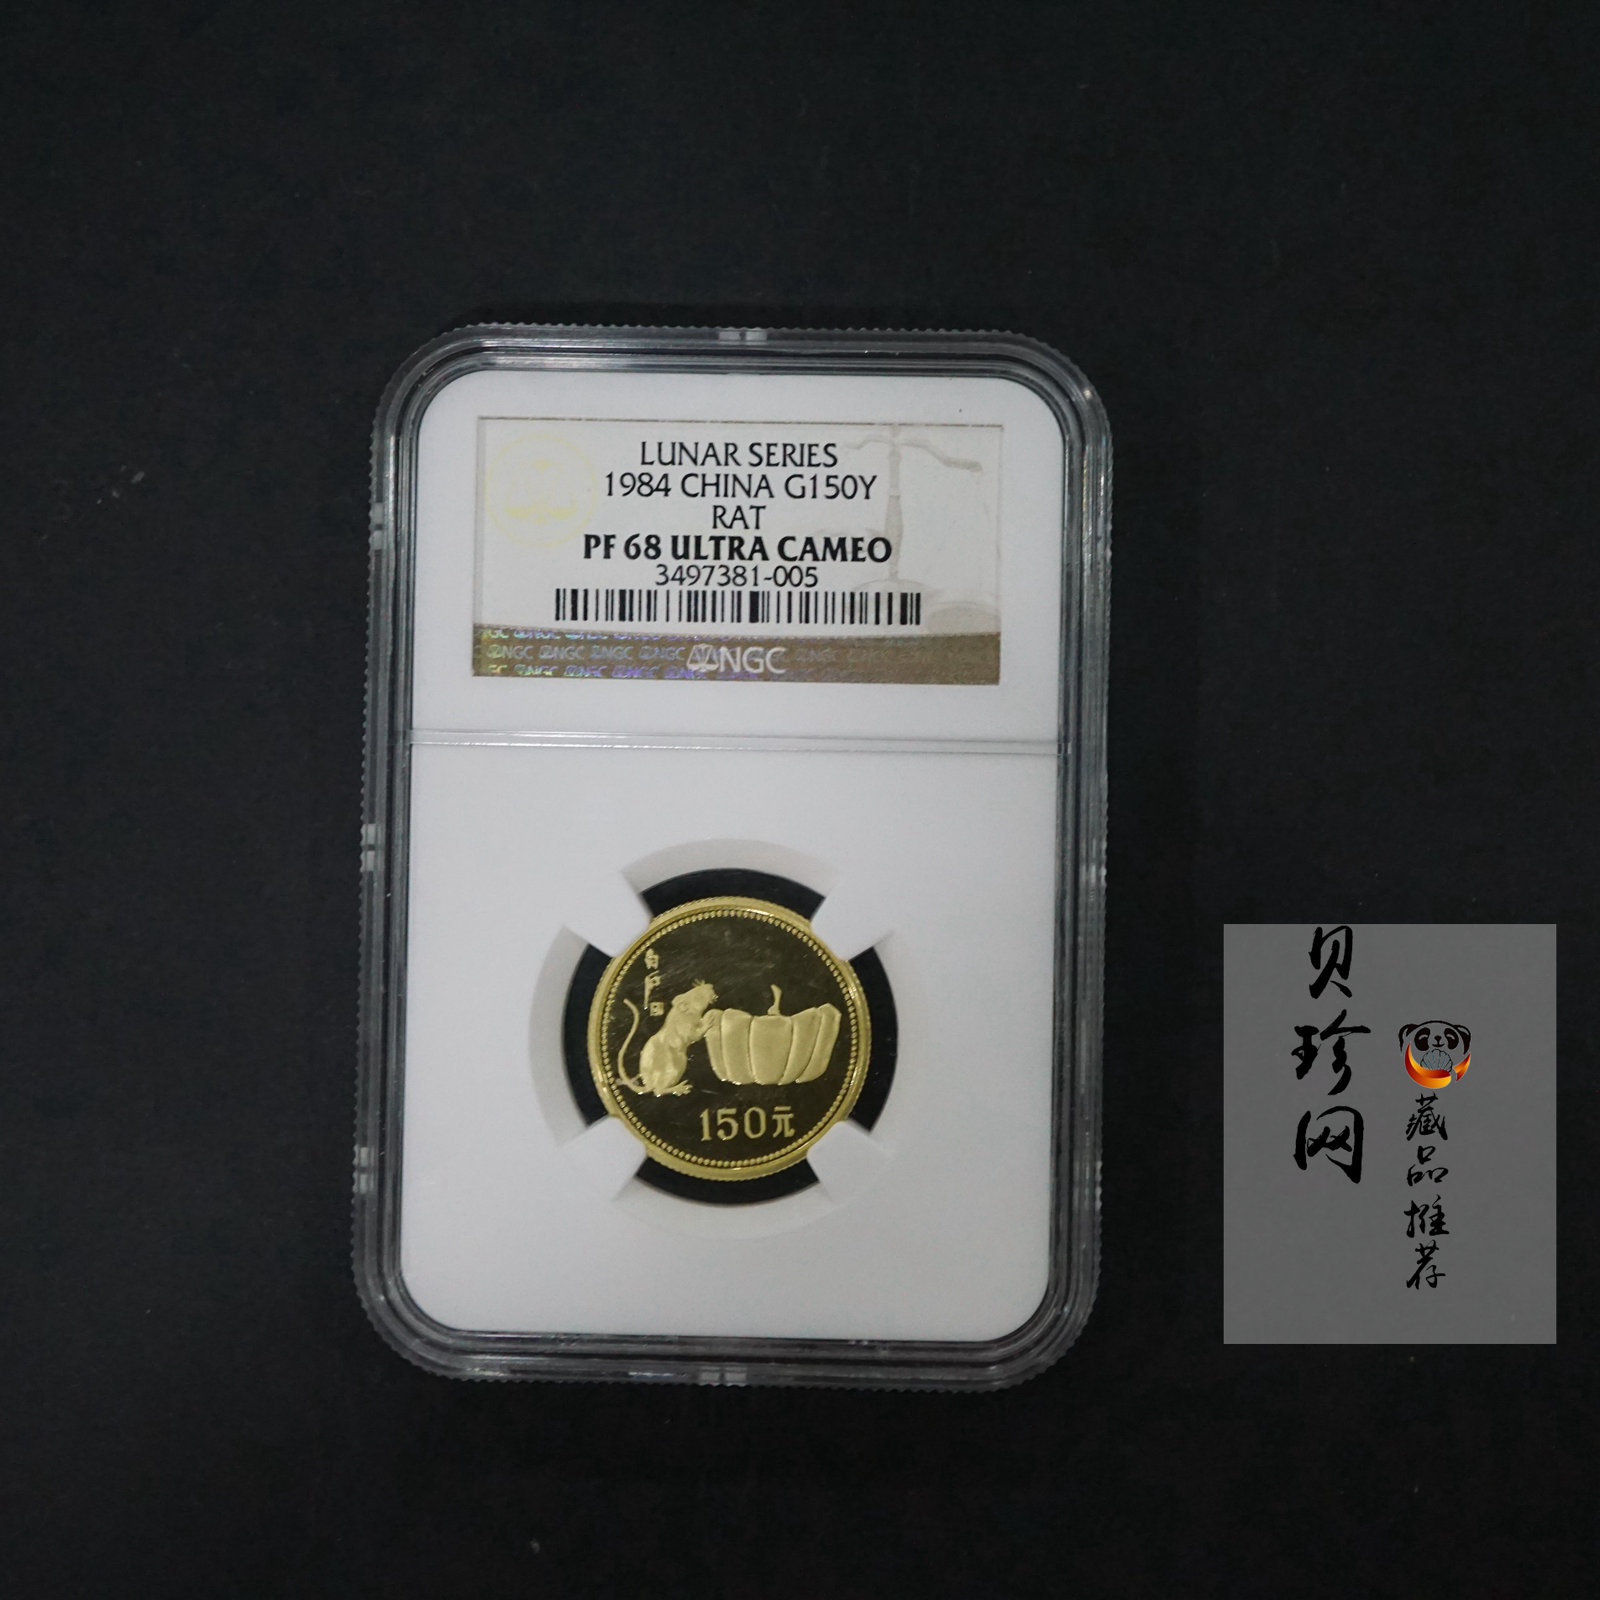 LUNAR SERIES
1984 CHINA G150Y
RAT
PF 68 ULTRA CAMEO
3497381-005
NGC
150元
贝珍网
藏品推荐